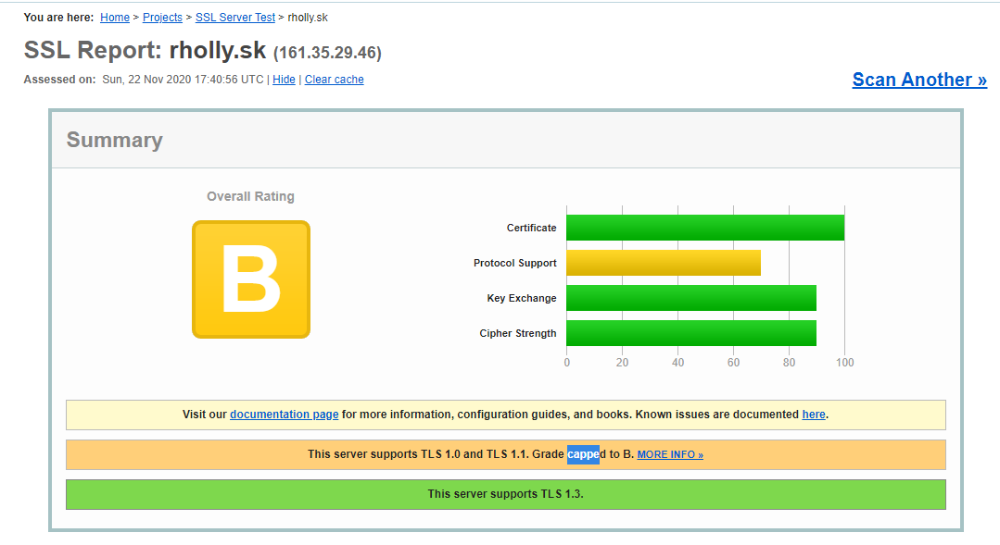 You are here: Home > Projects > SSL Server Test > rholly.sk
SSL Report: rholly.sk (161.35.29.46)
Assessed on: Sun, 22 Nov 2020 17:40:56 UTC | Hide | Clear cache
Scan Another »
Summary
Overall Rating
B
Certificate
Protocol Support
Key Exchange
Cipher Strength
0 20 40 60 80 100
Visit our documentation page for more information, configuration guides, and books. Known issues are documented here.
This server supports TLS 1.0 and TLS 1.1. Grade capped to B. MORE INFO »
This server supports TLS 1.3.